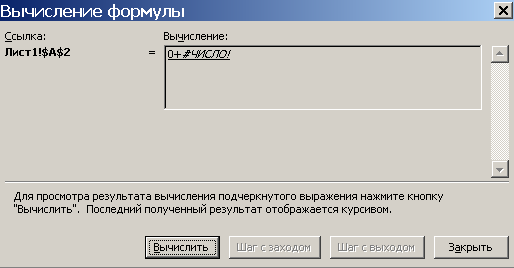 Вычисление формулы
Ссылка:
Вычисление:
Лист1!$A$2
=
0+#ЧИСЛО!
Для просмотра результата вычисления подчеркнутого выражения нажмите кнопку
"Вычислить". Последний полученный результат отображается курсивом.
Вычислить
Шаг с заходом
Шаг с выходом
Закрыть